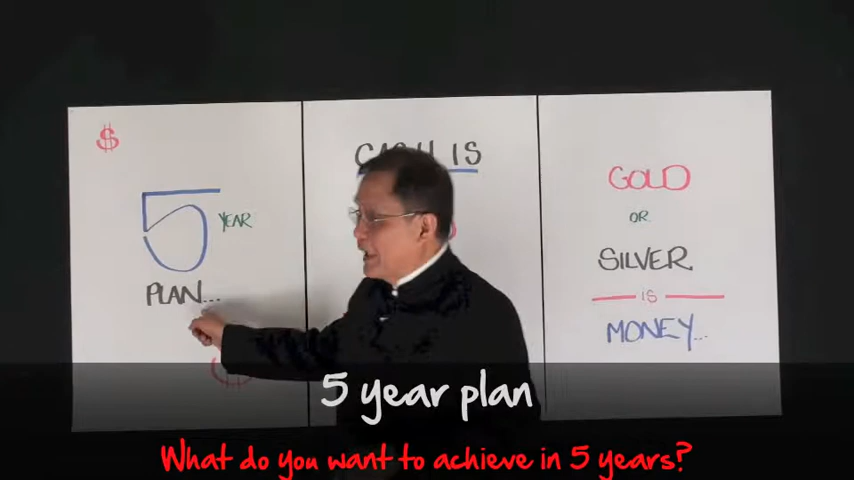 $
5 YEAR
PLAN...
$
CASH IS
GOLD
OR
SILVER
IS
MONEY...
5 year plan
What do you want to achieve in 5 years?